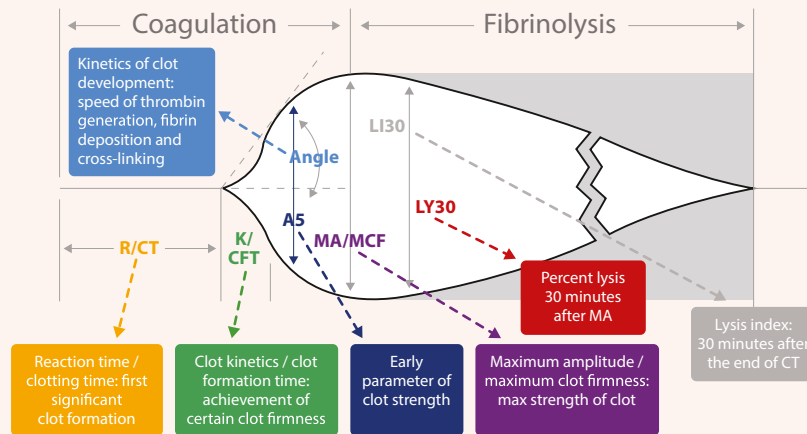 Coagulation
Fibrinolysis
Kinetics of clot
development:
speed of thrombin
generation, fibrin
deposition and
cross-linking
LI30
Angle
A5
LY30
R/CT
K/
CFT
MA/MCF
Percent lysis
30 minutes
after MA
Lysis index:
30 minutes after
the end of CT
Reaction time /
clotting time: first
significant
clot formation
Clot kinetics / clot
formation time:
achievement of
certain clot firmness
Early
parameter of
clot strength
Maximum amplitude /
maximum clot firmness:
max strength of clot